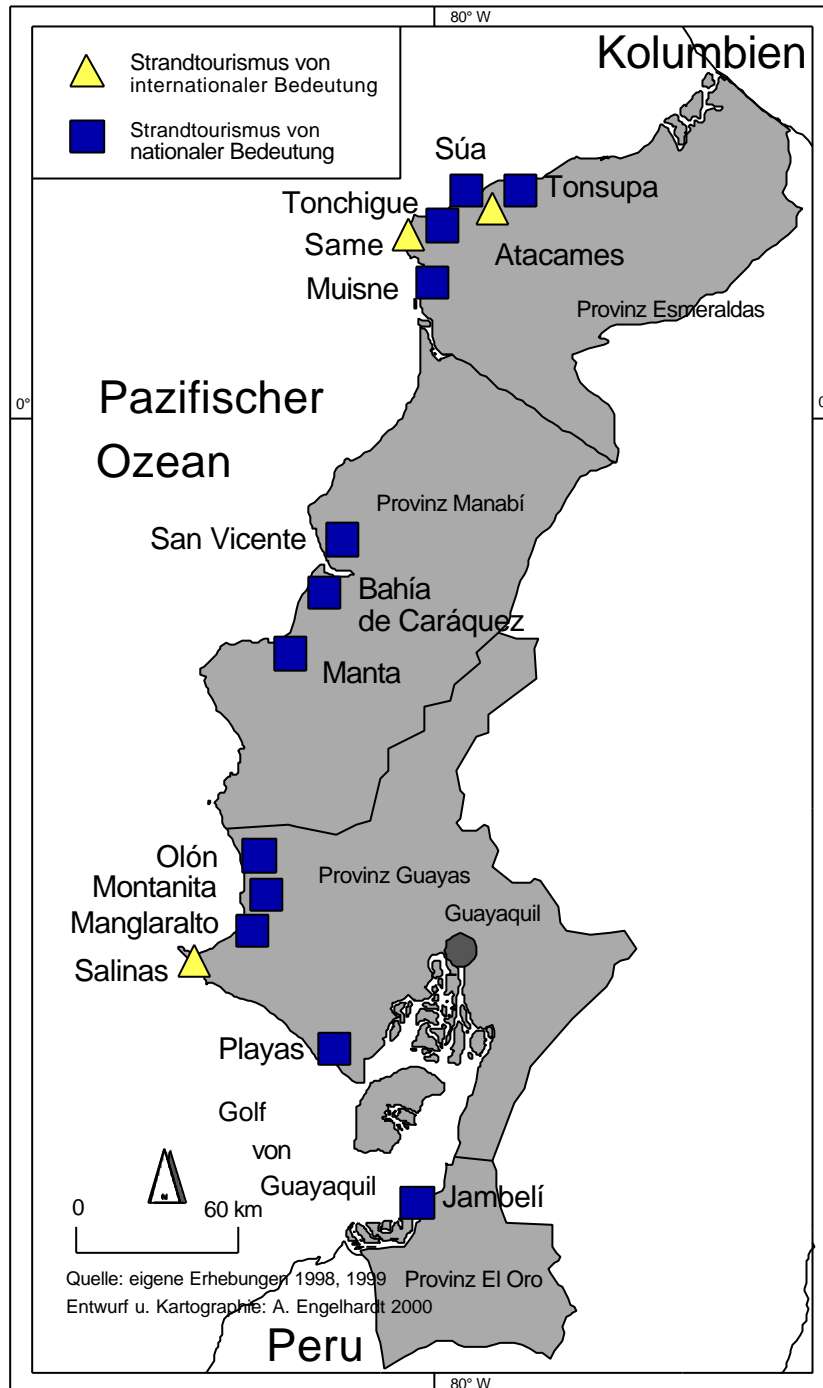 80° W
Kolumbien
Strandtourismus von
internationaler Bedeutung
Strandtourismus von
nationaler Bedeutung
Súa
Tonsupa
Tonchigue
Same
Atacames
Muisne
Provinz Esmeraldas
Pazifischer
Ozean
0°
0
Provinz Manabí
San Vicente
Bahía
de Caráquez
Manta
Olón
Provinz Guayas
Montanita
Guayaquil
Manglaralto
Salinas
Playas
Golf
von
Guayaquil
N
Jambelí
0
60 km
Quelle: eigene Erhebungen 1998, 1999
Provinz El Oro
Entwurf u. Kartographie: A. Engelhardt 2000
Peru
80° W